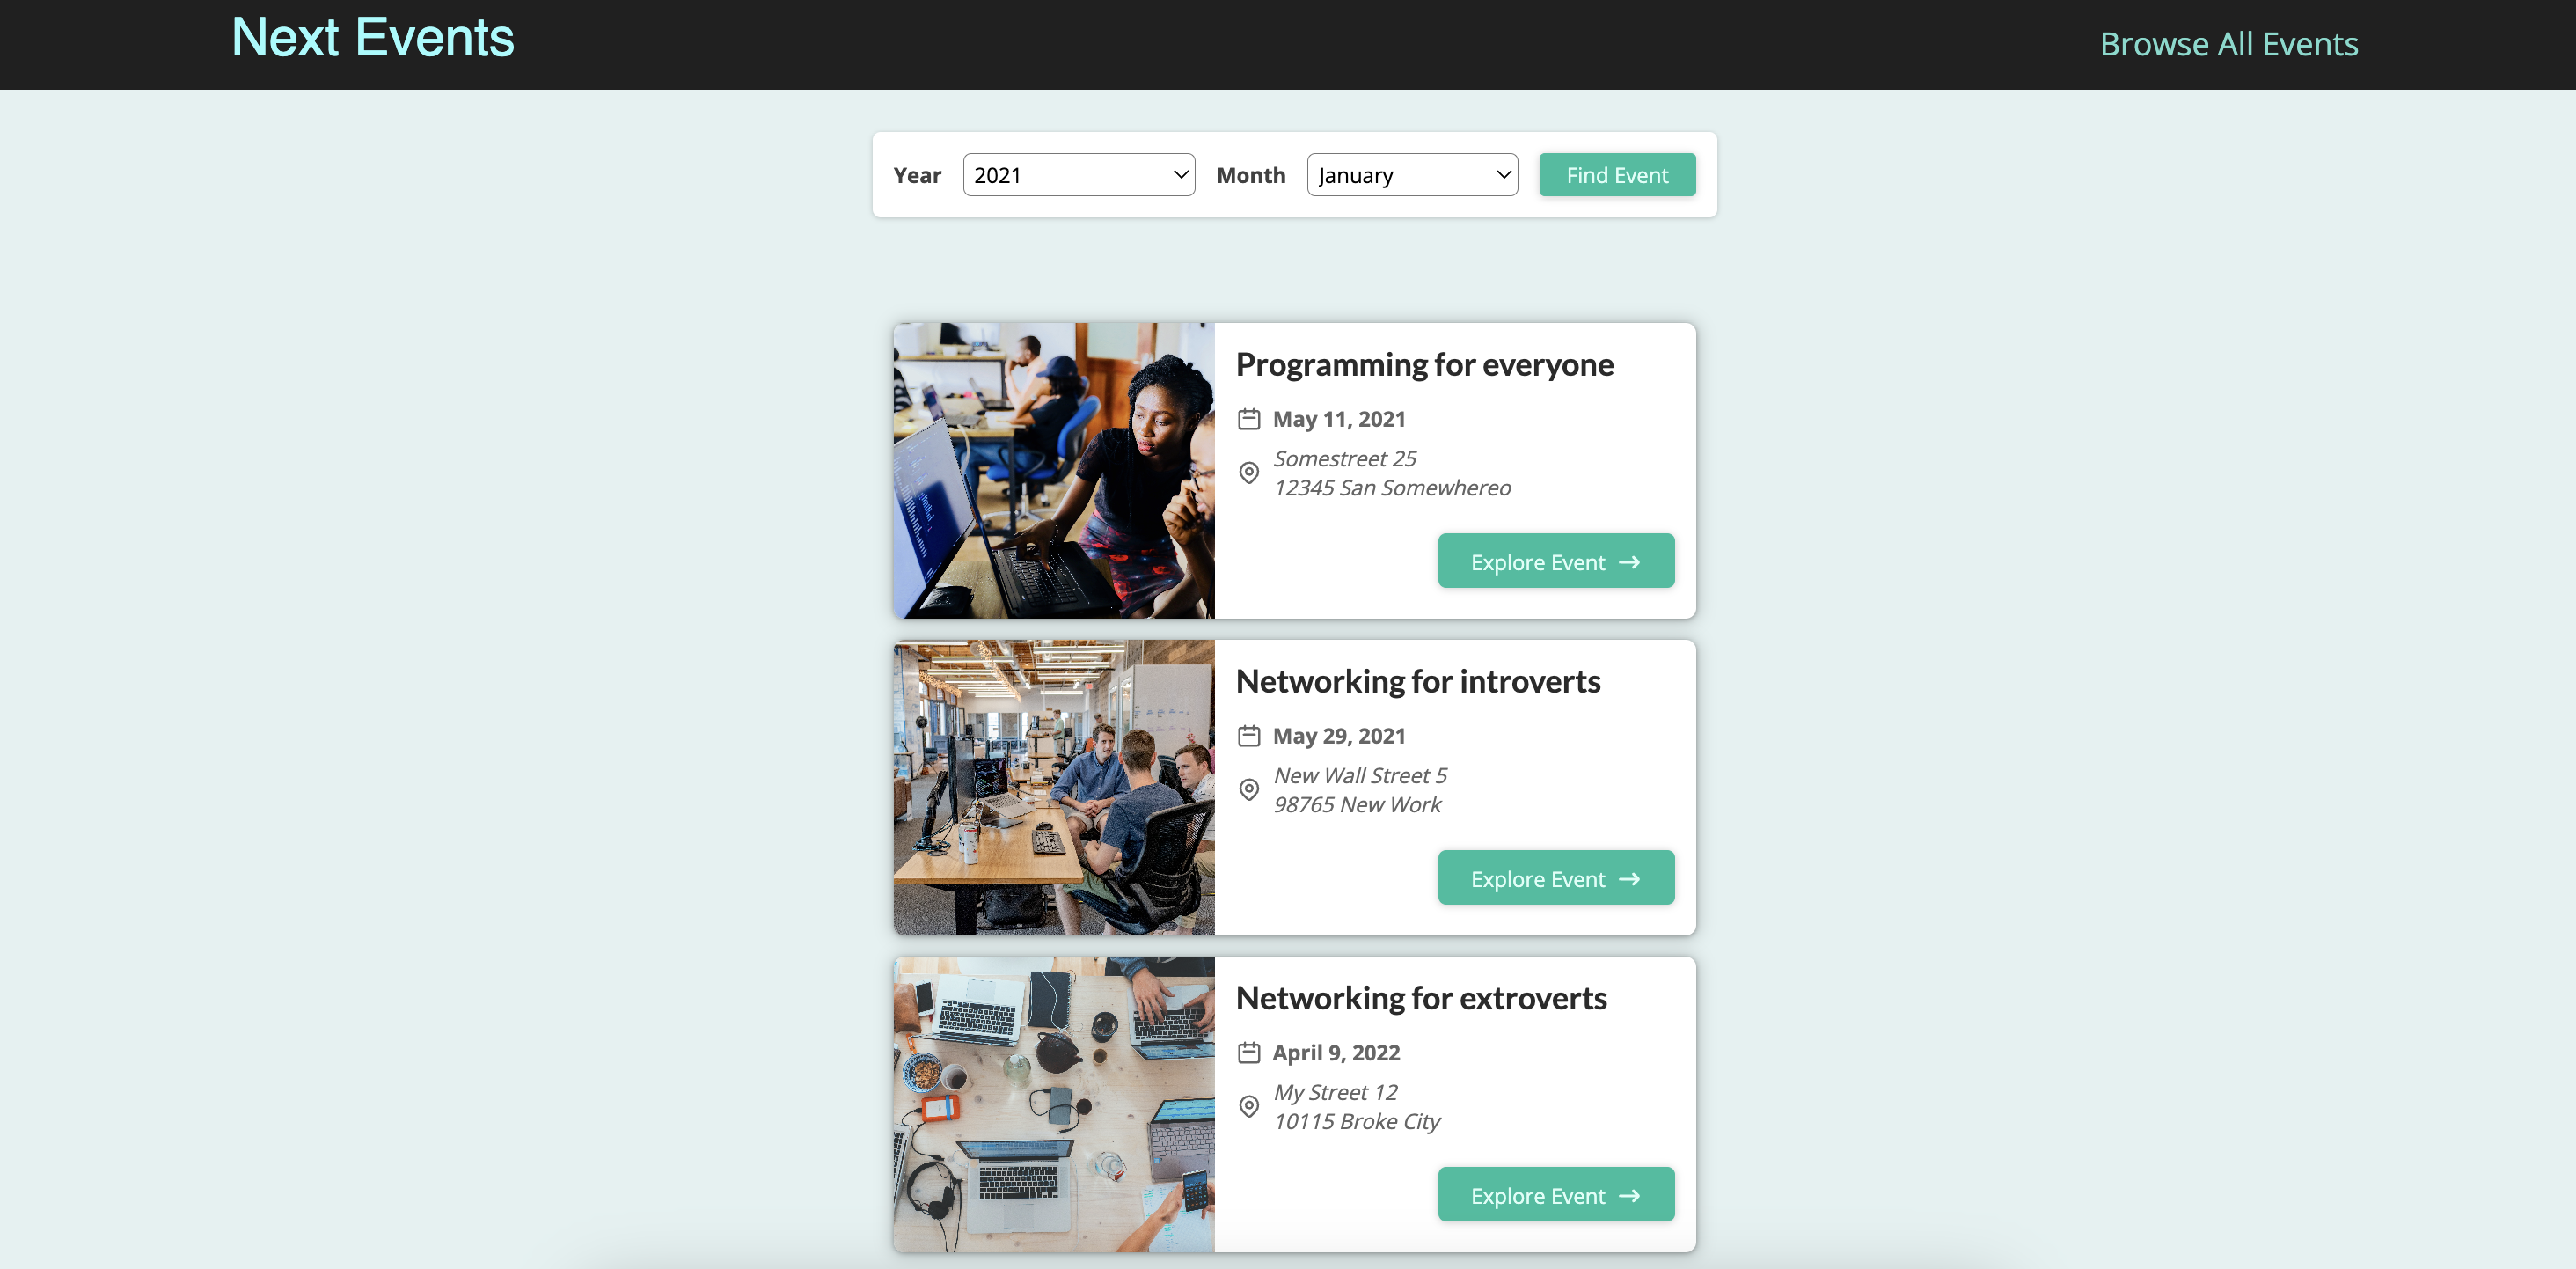 Next Events
Browse All Events
Year 2021 Month January Find Event
Programming for everyone
May 11, 2021
Somestreet 25
12345 San Somewhereo
Explore Event →
Networking for introverts
May 29, 2021
New Wall Street 5
98765 New Work
Explore Event →
Networking for extroverts
April 9, 2022
My Street 12
10115 Broke City
Explore Event →